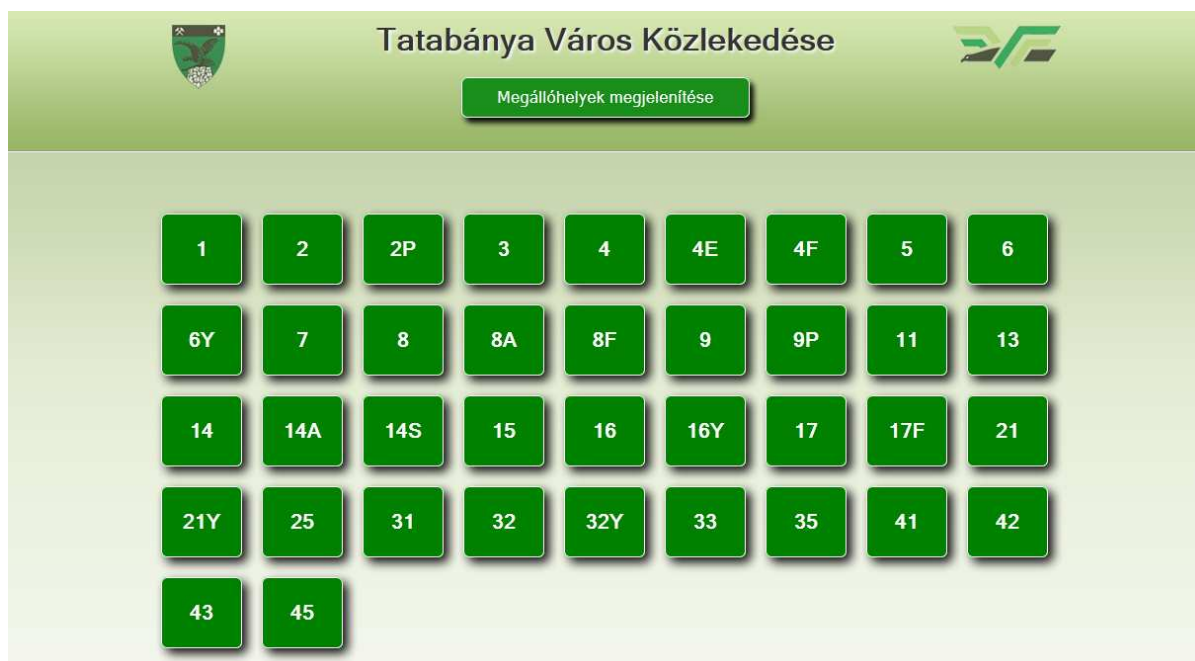 Tatabánya Város Közlekedése
Megállóhelyek megjelenítése
1 2 2P 3 4 4E 4F 5 6
6Y 7 8 8A 8F 9 9P 11 13
14 14A 14S 15 16 16Y 17 17F 21
21Y 25 31 32 32Y 33 35 41 42
43 45